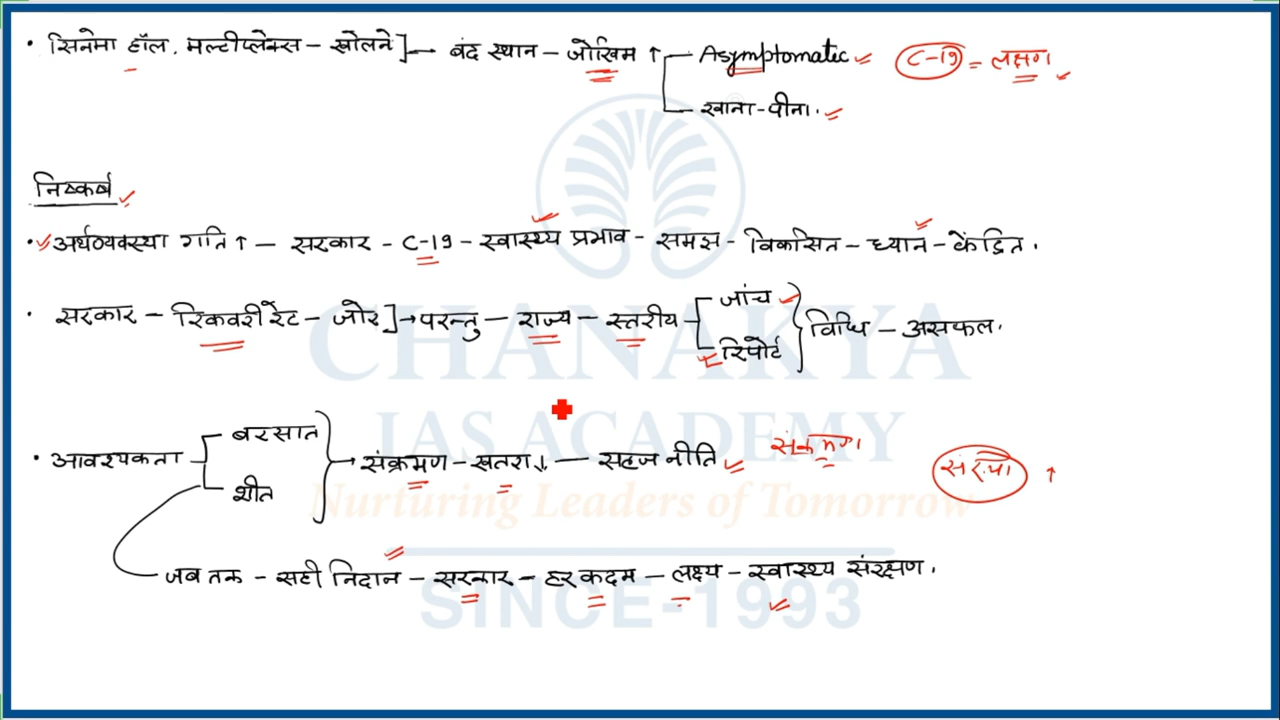 • सिनेमा हॉल, मल्टीप्लेक्स – खोलने ] – बंद स्थान – जोखिम ↑ – Asymptomatic C-19 = लक्षण
खाना-पीना.
निष्कर्ष
• अर्थव्यवस्था गति ↑ – सरकार – C-19 – स्वास्थ्य प्रभाव – समझ – विकसित – ध्यान – केंद्रित.
• सरकार – रिकवरी रेट – जोर ] → परन्तु – राज्य – स्तरीय – जांच
रिपोर्ट } विधि – असफल.
CHANAKYA
IAS ACADEMY
• आवश्यकता – बरसात
शीत } → संक्रमण – खतरा ↓ – सहज नीति संक्रमण संख्या ↑
Nurturing Leaders of Tomorrow
जब तक – सही निदान – सरकार – हर कदम – लक्ष्य – स्वास्थ्य संरक्षण.
SINCE-1993